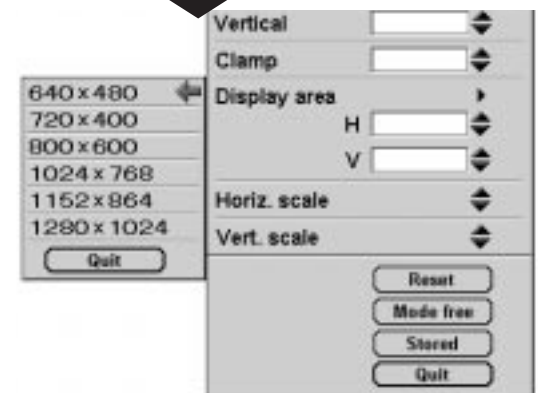 Vertical
Clamp
Display area
H
V
Horiz. scale
Vert. scale
Reset
Mode free
Stored
Quit
640×480
720×400
800×600
1024×768
1152×864
1280×1024
Quit